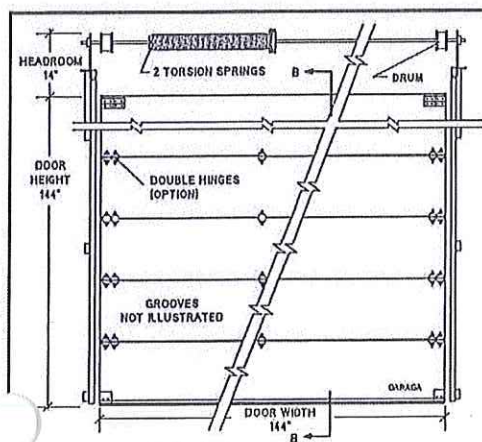 HEADROOM
14"
2 TORSION SPRINGS
B
DRUM
DOOR
HEIGHT
144"
DOUBLE HINGES
(OPTION)
GROOVES
NOT ILLUSTRATED
GARAGA
DOOR WIDTH
144"
B